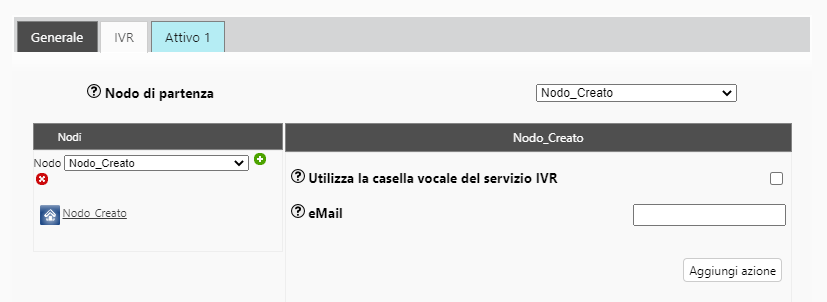 Generale IVR Attivo 1
Nodo di partenza Nodo_Creato
Nodi
Nodo Nodo_Creato
Nodo_Creato
Nodo_Creato
Utilizza la casella vocale del servizio IVR
eMail
Aggiungi azione